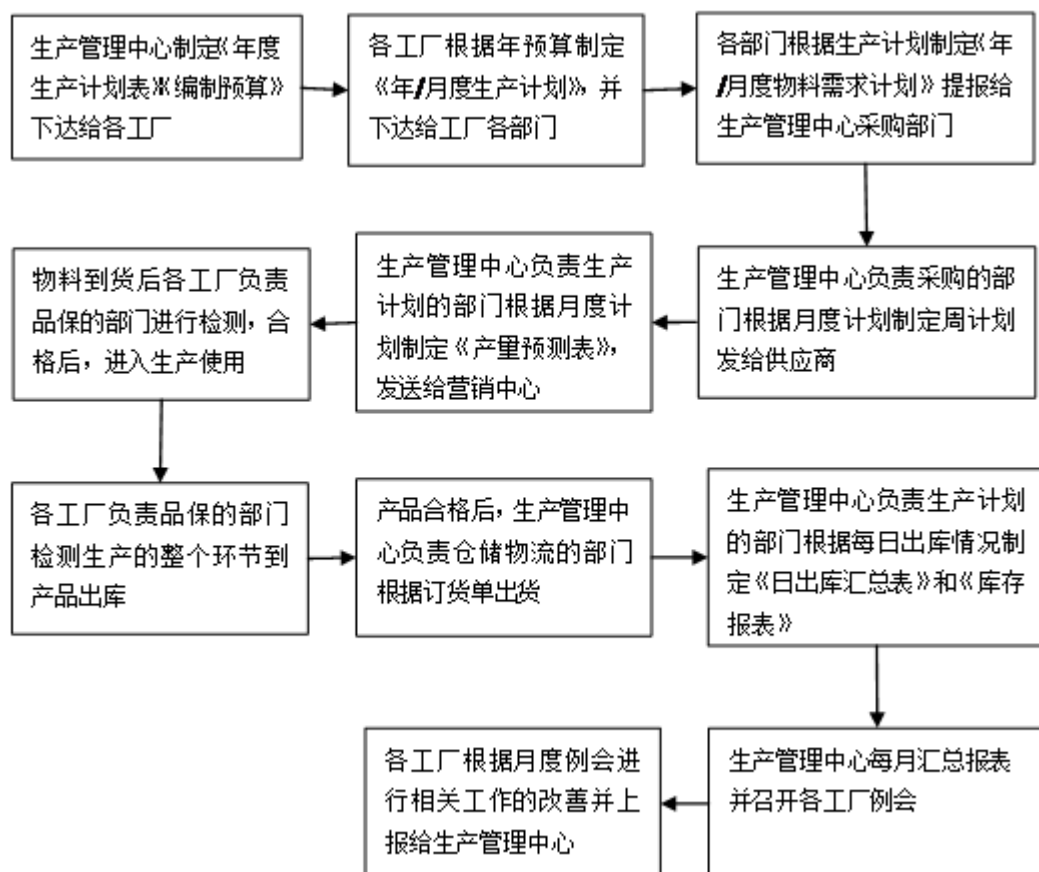 生产管理中心制定《年度
生产计划表》《编制预算》
下达给各工厂
各工厂根据年预算制定
《年/月度生产计划》，并
下达给工厂各部门
各部门根据生产计划制定《年
/月度物料需求计划》提报给
生产管理中心采购部门
生产管理中心负责采购的部
门根据月度计划制定周计划
发给供应商
生产管理中心负责生产
计划的部门根据月度计
划制定《产量预测表》，
发送给营销中心
物料到货后各工厂负责
品保的部门进行检测，合
格后，进入生产使用
各工厂负责品保的部门
检测生产的整个环节到
产品出库
产品合格后，生产管理中
心负责仓储物流的部门
根据订货单出货
生产管理中心负责生产计划
的部门根据每日出库情况制
定《日出库汇总表》和《库存
报表》
生产管理中心每月汇总报表
并召开各工厂例会
各工厂根据月度例会进
行相关工作的改善并上
报给生产管理中心